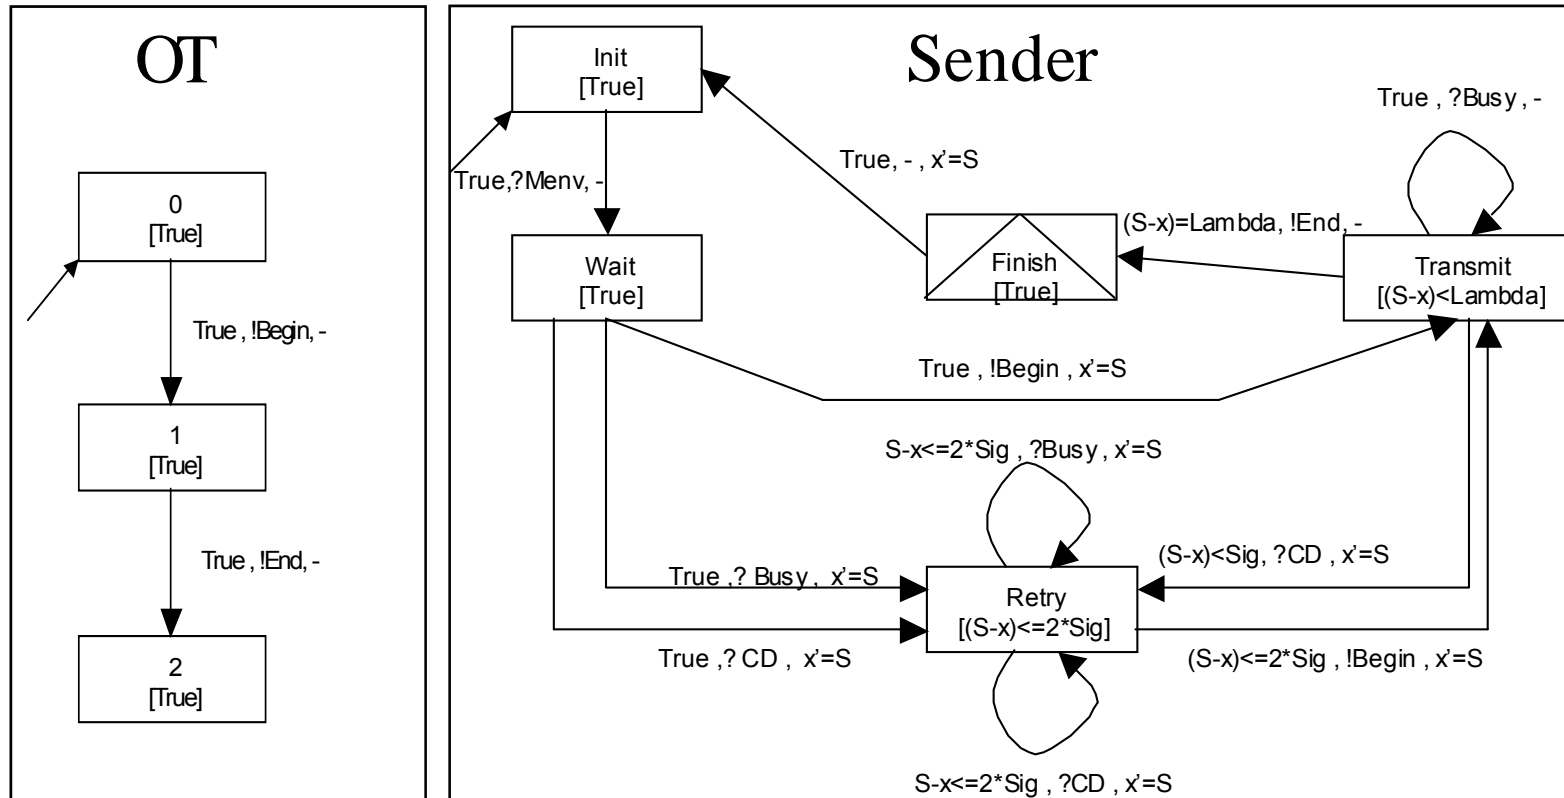 OT
0
[True]
True , !Begin, -
1
[True]
True , !End, -
2
[True]
Sender
Init
[True]
True , ?Busy , -
True, - , x'=S
True,?Menv, -
(S-x)=Lambda, !End, -
Wait
[True]
Finish
[True]
Transmit
[(S-x)<Lambda]
True , !Begin , x'=S
S-x<=2*Sig , ?Busy , x'=S
(S-x)<Sig, ?CD , x'=S
True ,? Busy , x'=S
Retry
[(S-x)<=2*Sig]
True ,? CD , x'=S
(S-x)<=2*Sig , !Begin , x'=S
S-x<=2*Sig , ?CD , x'=S